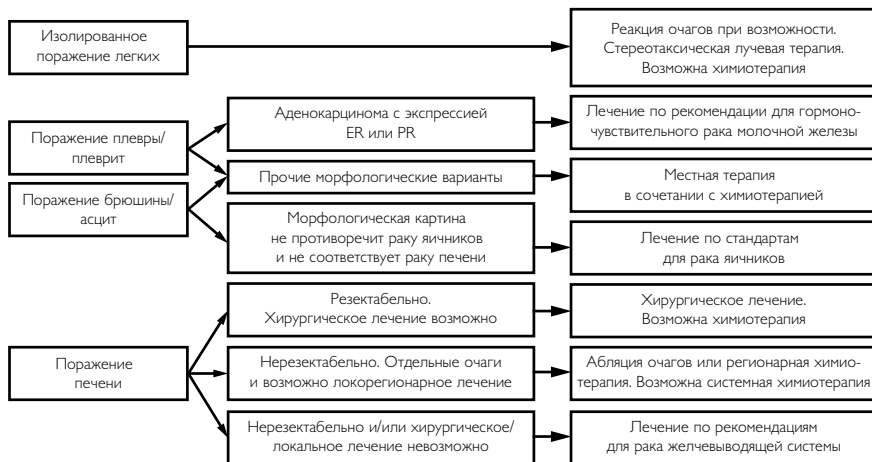 Изолированное
поражение легких
Реакция очагов при возможности.
Стереотаксическая лучевая терапия.
Возможна химиотерапия
Поражение плевры/
плеврит
Аденокарцинома с экспрессией
ER или PR
Лечение по рекомендации для гормоно-
чувствительного рака молочной железы
Прочие морфологические варианты
Местная терапия
в сочетании с химиотерапией
Поражение брюшины/
асцит
Морфологическая картина
не противоречит раку яичников
и не соответствует раку печени
Лечение по стандартам
для рака яичников
Поражение
печени
Резектабельно.
Хирургическое лечение возможно
Хирургическое лечение.
Возможна химиотерапия
Нерезектабельно. Отдельные очаги
и возможно локорегионарное лечение
Абляция очагов или регионарная химио-
терапия. Возможна системная химиотерапия
Нерезектабельно и/или хирургическое/
локальное лечение невозможно
Лечение по рекомендациям
для рака желчевыводящей системы